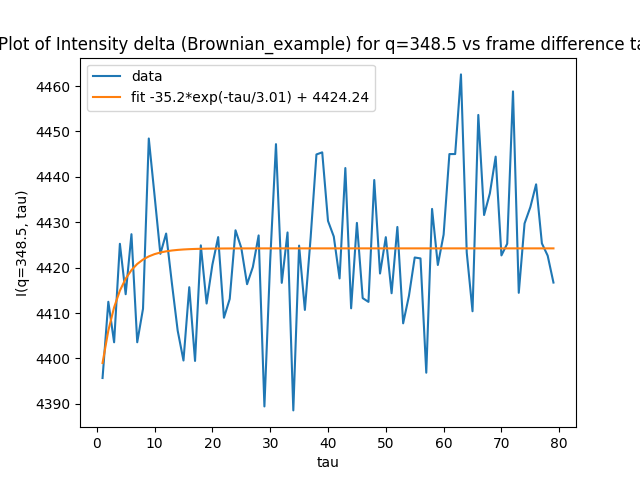 Plot of Intensity delta (Brownian_example) for q=348.5 vs frame difference ta
data
fit -35.2*exp(-tau/3.01) + 4424.24
I(q=348.5, tau)
4460
4450
4440
4430
4420
4410
4400
4390
0 10 20 30 40 50 60 70 80
tau